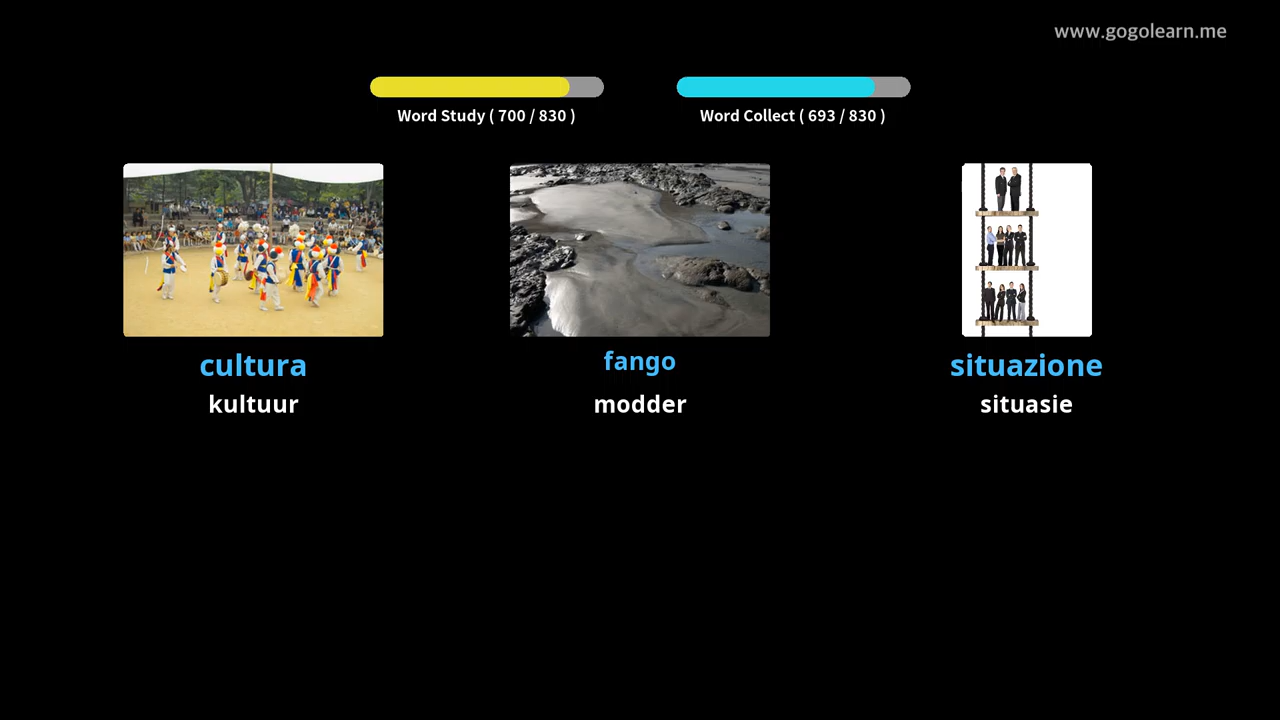 www.gogolearn.me
Word Study ( 700 / 830 )
Word Collect ( 693 / 830 )
cultura
kultuur
fango
modder
situazione
situasie